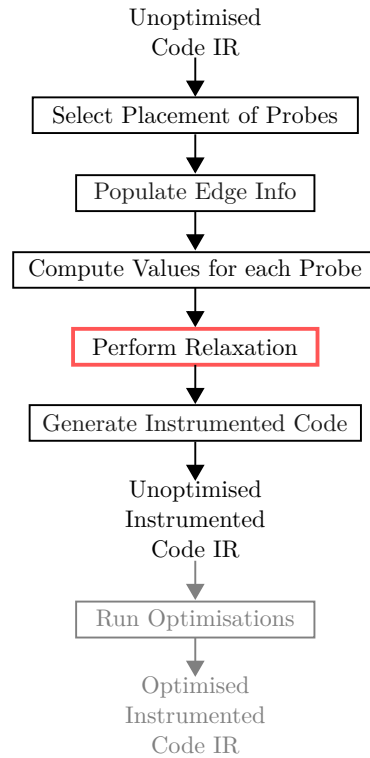 Unoptimised
Code IR
Select Placement of Probes
Populate Edge Info
Compute Values for each Probe
Perform Relaxation
Generate Instrumented Code
Unoptimised
Instrumented
Code IR
Run Optimisations
Optimised
Instrumented
Code IR